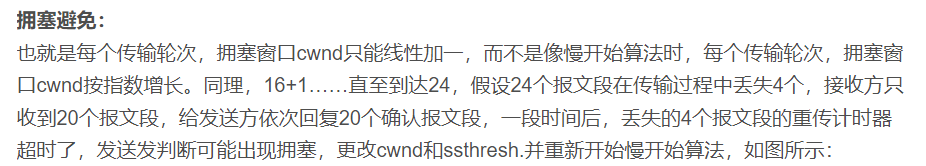 拥塞避免：
也就是每个传输轮次，拥塞窗口cwnd只能线性加一，而不是像慢开始算法时，每个传输轮次，拥塞窗
口cwnd按指数增长。同理，16+1……直至到达24，假设24个报文段在传输过程中丢失4个，接收方只
收到20个报文段，给发送方依次回复20个确认报文段，一段时间后，丢失的4个报文段的重传计时器
超时了，发送发判断可能出现拥塞，更改cwnd和ssthresh.并重新开始慢开始算法，如图所示：